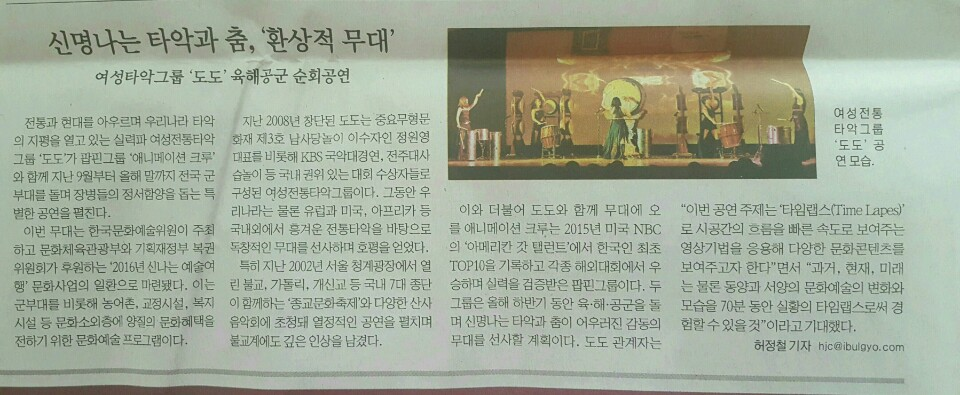 신명나는 타악과 춤, ‘환상적 무대’
여성타악그룹 ‘도도’ 육해공군 순회공연
전통과 현대를 아우르며 우리나라 타악
의 지평을 열고 있는 실력파 여성전통타악
그룹 ‘도도’가 팝핀그룹 ‘애니메이션 크루’
와 함께 지난 9월부터 올해 말까지 전국 군
부대를 돌며 장병들의 정서함양을 돕는 특
별한 공연을 펼친다.
이번 무대는 한국문화예술위원이 주최
하고 문화체육관광부와 기획재정부 복권
위원회가 후원하는 ‘2016년 신나는 예술여
행’ 문화사업의 일환으로 마련됐다. 이는
군부대를 비롯해 농어촌, 교정시설, 복지
시설 등 문화소외층에 양질의 문화혜택을
전하기 위한 문화예술 프로그램이다.
지난 2008년 창단된 도도는 중요무형문
화재 제3호 남사당놀이 이수자인 정원영
대표를 비롯해 KBS 국악대경연, 전주대사
습놀이 등 국내 권위 있는 대회 수상자들로
구성된 여성전통타악그룹이다. 그동안 우
리나라는 물론 유럽과 미국, 아프리카 등
국내외에서 흥겨운 전통타악을 바탕으로
독창적인 무대를 선사하며 호평을 얻었다.
특히 지난 2002년 서울 청계광장에서 열
린 불교, 가톨릭, 개신교 등 국내 7대 종단
이 함께하는 ‘종교문화축제’와 다양한 산사
음악회에 초청돼 열정적인 공연을 펼치며
불교계에도 깊은 인상을 남겼다.
여성전통
타악그룹
‘도도’ 공
연 모습.
이와 더불어 도도와 함께 무대에 오
를 애니메이션 크루는 2015년 미국 NBC
의 ‘아메리칸 갓 탤런트’에서 한국인 최초
TOP10을 기록하고 각종 해외대회에서 우
승하며 실력을 검증받은 팝핀그룹이다. 두
그룹은 올해 하반기 동안 육·해·공군을 돌
며 신명나는 타악과 춤이 어우러진 감동의
무대를 선사할 계획이다. 도도 관계자는
“이번 공연 주제는 ‘타임랩스(Time Lapes)’
로 시공간의 흐름을 빠른 속도로 보여주는
영상기법을 응용해 다양한 문화콘텐츠를
보여주고자 한다”면서 “과거, 현재, 미래
는 물론 동양과 서양의 문화예술의 변화와
모습을 70분 동안 실황의 타임랩스로써 경
험할 수 있을 것”이라고 기대했다.
허정철 기자 hjc@ibulgyo.com